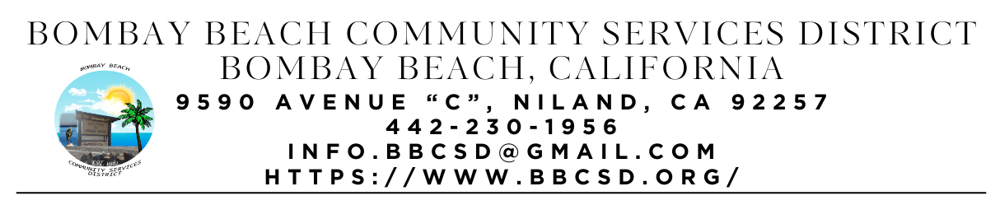 BOMBAY BEACH COMMUNITY SERVICES DISTRICT
BOMBAY BEACH, CALIFORNIA
9590 AVENUE “C”, NILAND, CA 92257
442-230-1956
INFO.BBCSD@GMAIL.COM
HTTPS://WWW.BBCSD.ORG/
BOMBAY BEACH
COMMUNITY SERVICES
DISTRICT